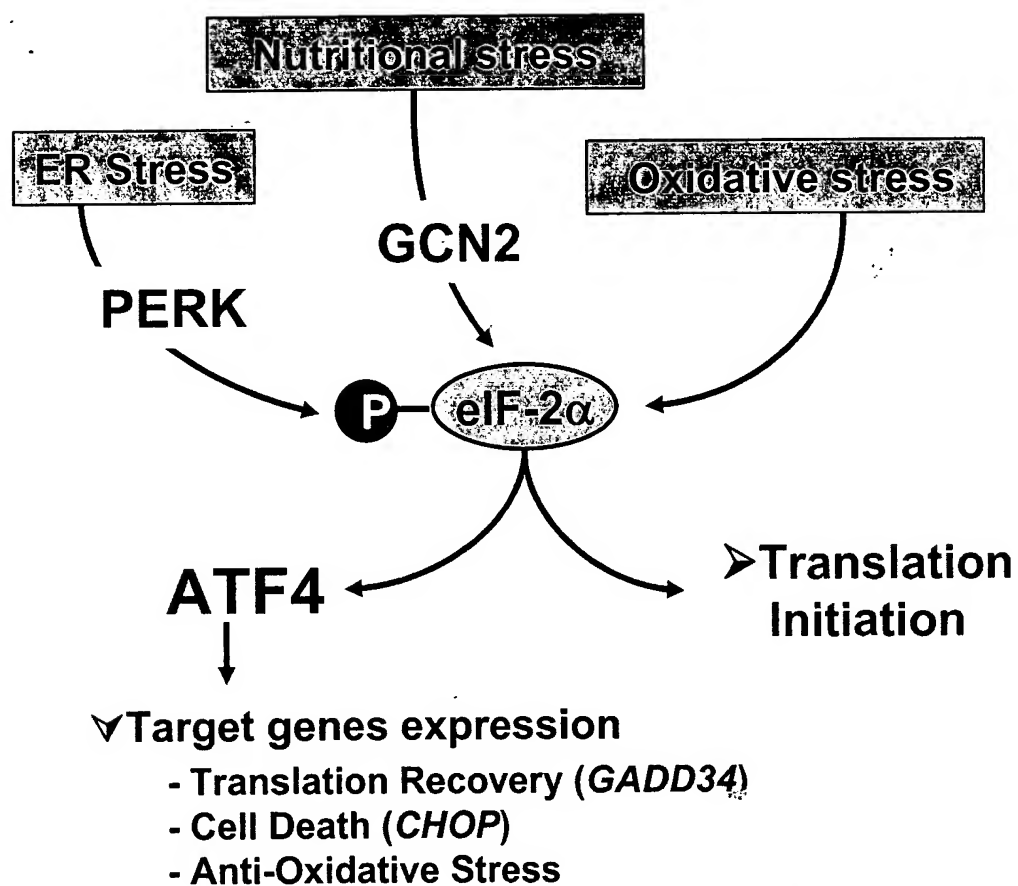 Nutritional stress
ER Stress
Oxidative stress
GCN2
PERK
P
eIF-2α
ATF4
➢Translation
Initiation
⮛Target genes expression
- Translation Recovery (GADD34)
- Cell Death (CHOP)
- Anti-Oxidative Stress